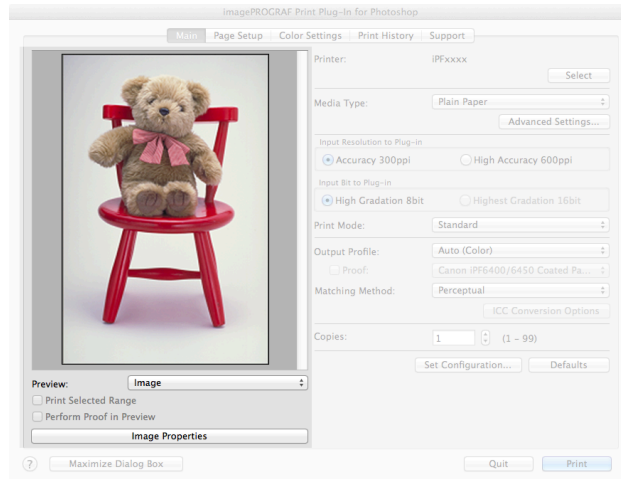 imagePROGRAF Print Plug-In for Photoshop
Main Page Setup Color Settings Print History Support
Printer: iPFxxxx
Select
Media Type: Plain Paper
Advanced Settings...
Input Resolution to Plug-in
Accuracy 300ppi High Accuracy 600ppi
Input Bit to Plug-in
High Gradation 8bit Highest Gradation 16bit
Print Mode: Standard
Output Profile: Auto (Color)
Proof: Canon iPF6400/6450 Coated Pa...
Matching Method: Perceptual
ICC Conversion Options
Copies: 1 (1 – 99)
Set Configuration... Defaults
Preview: Image
Print Selected Range
Perform Proof in Preview
Image Properties
? Maximize Dialog Box Quit Print